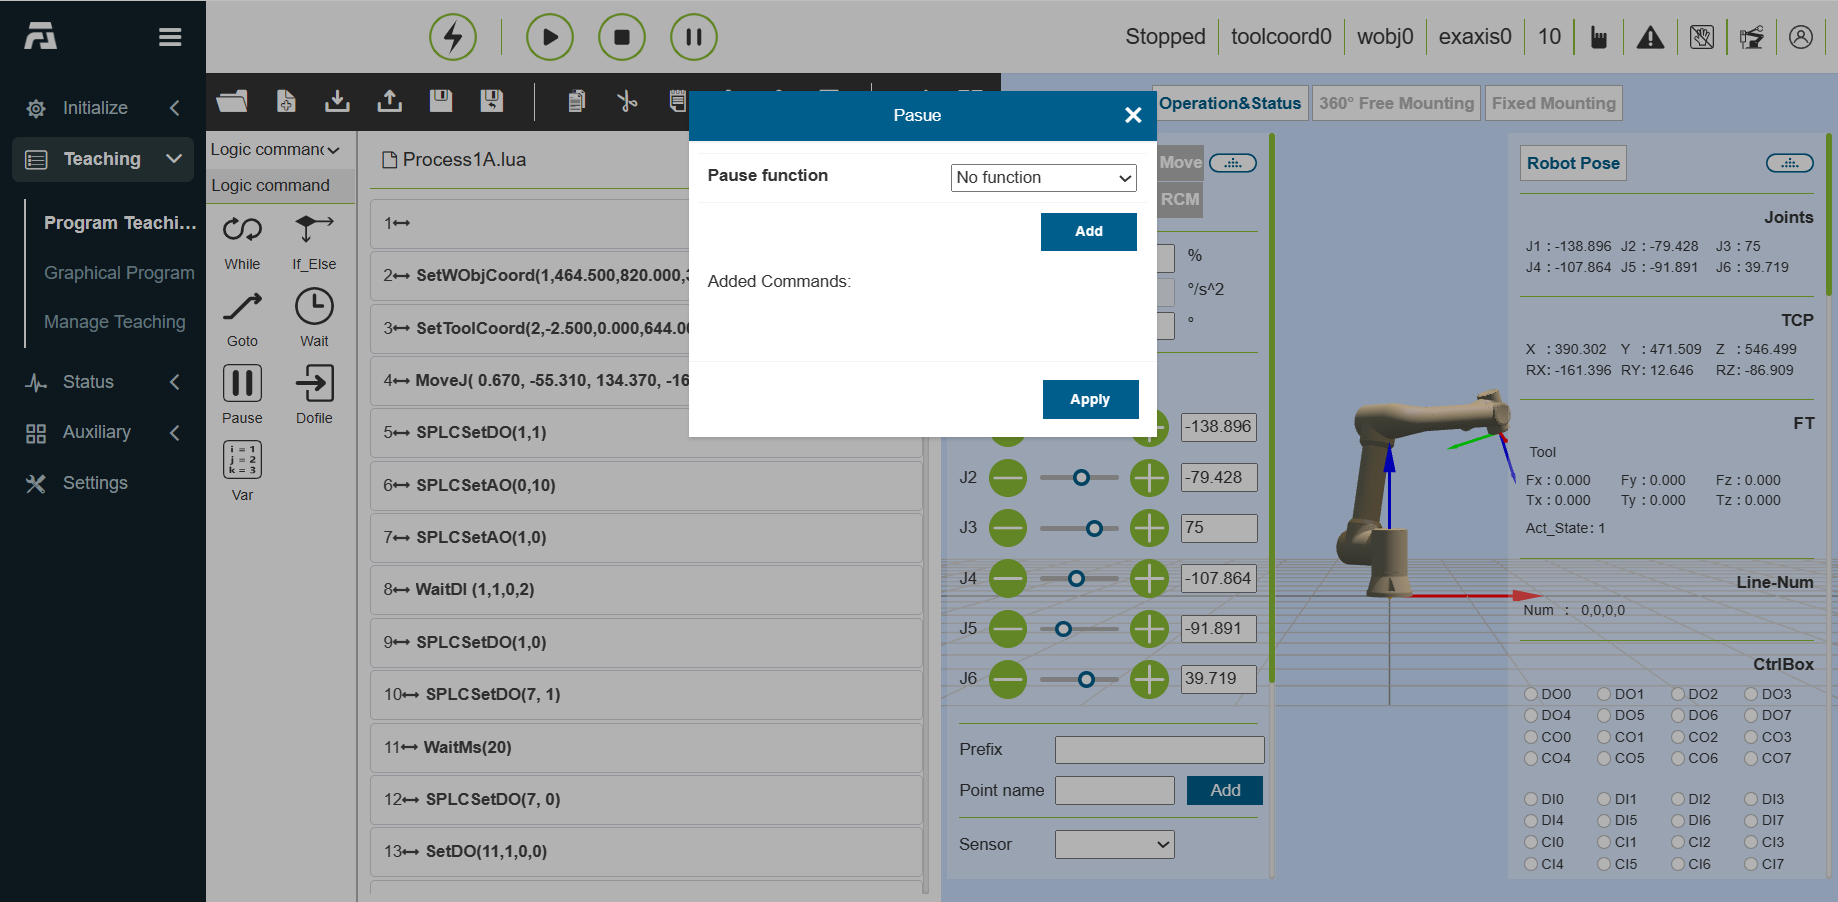 Stopped
toolcoord0
wobj0
exaxis0
10
Initialize
Teaching
Program Teachi...
Graphical Program
Manage Teaching
Status
Auxiliary
Settings
Logic command
Logic command
While
If_Else
Goto
Wait
Pause
Dofile
i = 1
j = 2
k = 3
Var
Process1A.lua
1
2 SetWObjCoord(1,464.500,820.000,
3 SetToolCoord(2,-2.500,0.000,644.00
4 MoveJ( 0.670, -55.310, 134.370, -16
5 SPLCSetDO(1,1)
6 SPLCSetAO(0,10)
7 SPLCSetAO(1,0)
8 WaitDI (1,1,0,2)
9 SPLCSetDO(1,0)
10 SPLCSetDO(7, 1)
11 WaitMs(20)
12 SPLCSetDO(7, 0)
13 SetDO(11,1,0,0)
Pasue
Pause function
No function
Add
Added Commands:
Apply
Operation&Status
360° Free Mounting
Fixed Mounting
Move
RCM
%
°/s^2
°
-138.896
J2 -79.428
J3 75
J4 -107.864
J5 -91.891
J6 39.719
Prefix
Point name
Add
Sensor
Robot Pose
Joints
J1 : -138.896 J2 : -79.428 J3 : 75
J4 : -107.864 J5 : -91.891 J6 : 39.719
TCP
X : 390.302 Y : 471.509 Z : 546.499
RX: -161.396 RY: 12.646 RZ: -86.909
FT
Tool
Fx : 0.000 Fy : 0.000 Fz : 0.000
Tx : 0.000 Ty : 0.000 Tz : 0.000
Act_State: 1
Line-Num
Num : 0,0,0,0
CtrlBox
DO0 DO1 DO2 DO3
DO4 DO5 DO6 DO7
CO0 CO1 CO2 CO3
CO4 CO5 CO6 CO7
DI0 DI1 DI2 DI3
DI4 DI5 DI6 DI7
CI0 CI1 CI2 CI3
CI4 CI5 CI6 CI7